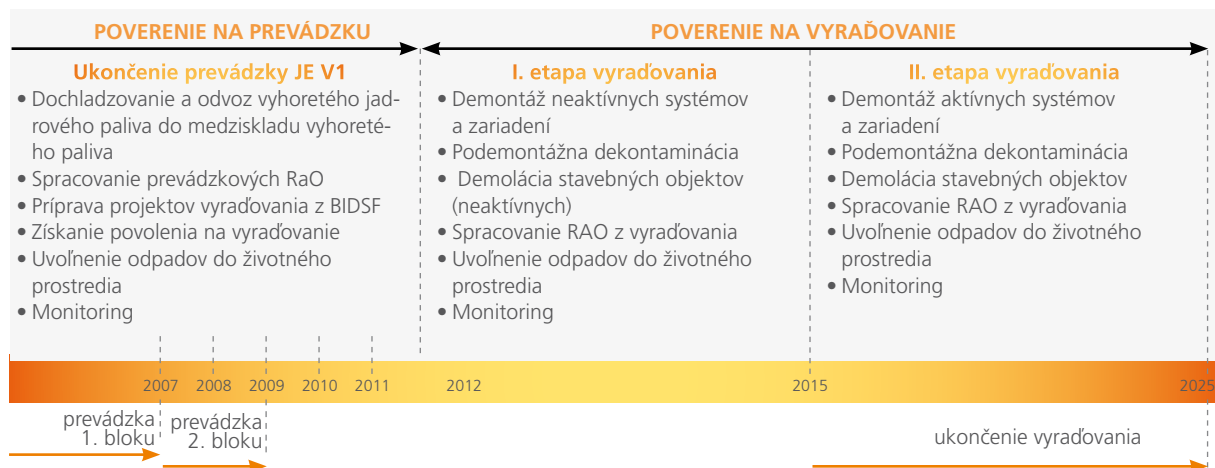 POVERENIE NA PREVÁDZKU
POVERENIE NA VYRAĎOVANIE
Ukončenie prevádzky JE V1
• Dochladzovanie a odvoz vyhoretého jad-
rového paliva do medziskladu vyhoreté-
ho paliva
• Spracovanie prevádzkových RaO
• Príprava projektov vyraďovania z BIDSF
• Získanie povolenia na vyraďovanie
• Uvoľnenie odpadov do životného
prostredia
• Monitoring
I. etapa vyraďovania
• Demontáž neaktívnych systémov
a zariadení
• Podemontážna dekontaminácia
• Demolácia stavebných objektov
(neaktívnych)
• Spracovanie RAO z vyraďovania
• Uvoľnenie odpadov do životného
prostredia
• Monitoring
II. etapa vyraďovania
• Demontáž aktívnych systémov
a zariadení
• Podemontážna dekontaminácia
• Demolácia stavebných objektov
• Spracovanie RAO z vyraďovania
• Uvoľnenie odpadov do životného
prostredia
• Monitoring
2007 2008 2009 2010 2011 2012 2015 2025
prevádzka
1. bloku
prevádzka
2. bloku
ukončenie vyraďovania